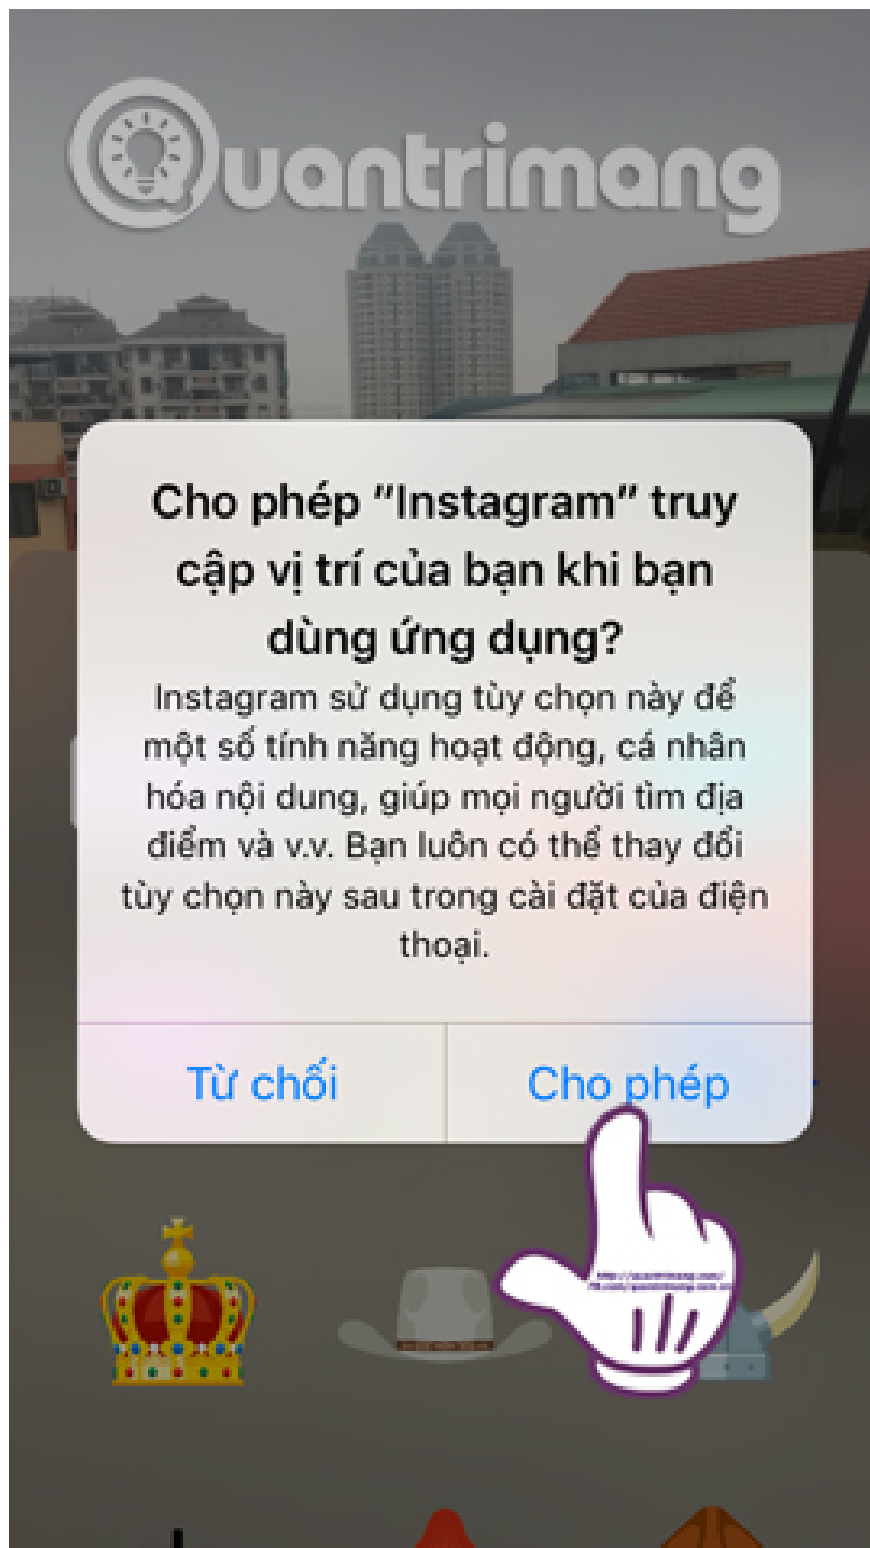 Quantrimang
Cho phép "Instagram" truy
cập vị trí của bạn khi bạn
dùng ứng dụng?
Instagram sử dụng tùy chọn này để
một số tính năng hoạt động, cá nhân
hóa nội dung, giúp mọi người tìm địa
điểm và v.v. Bạn luôn có thể thay đổi
tùy chọn này sau trong cài đặt của điện
thoại.
Từ chối
Cho phép